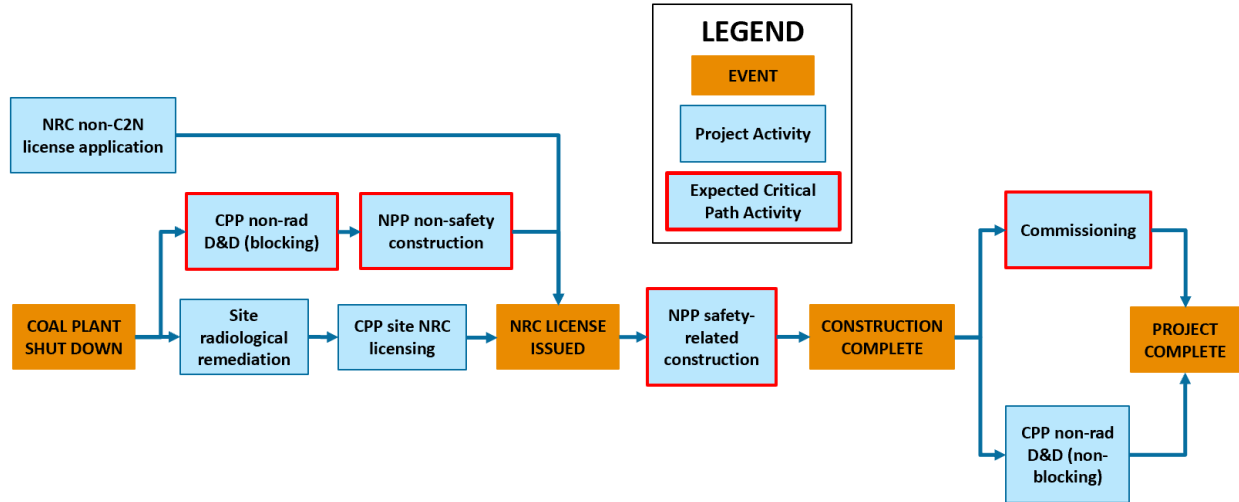 LEGEND
EVENT
Project Activity
Expected Critical
Path Activity
NRC non-C2N
license application
CPP non-rad
D&D (blocking)
NPP non-safety
construction
COAL PLANT
SHUT DOWN
Site
radiological
remediation
CPP site NRC
licensing
NRC LICENSE
ISSUED
NPP safety-
related
construction
CONSTRUCTION
COMPLETE
Commissioning
PROJECT
COMPLETE
CPP non-rad
D&D (non-
blocking)